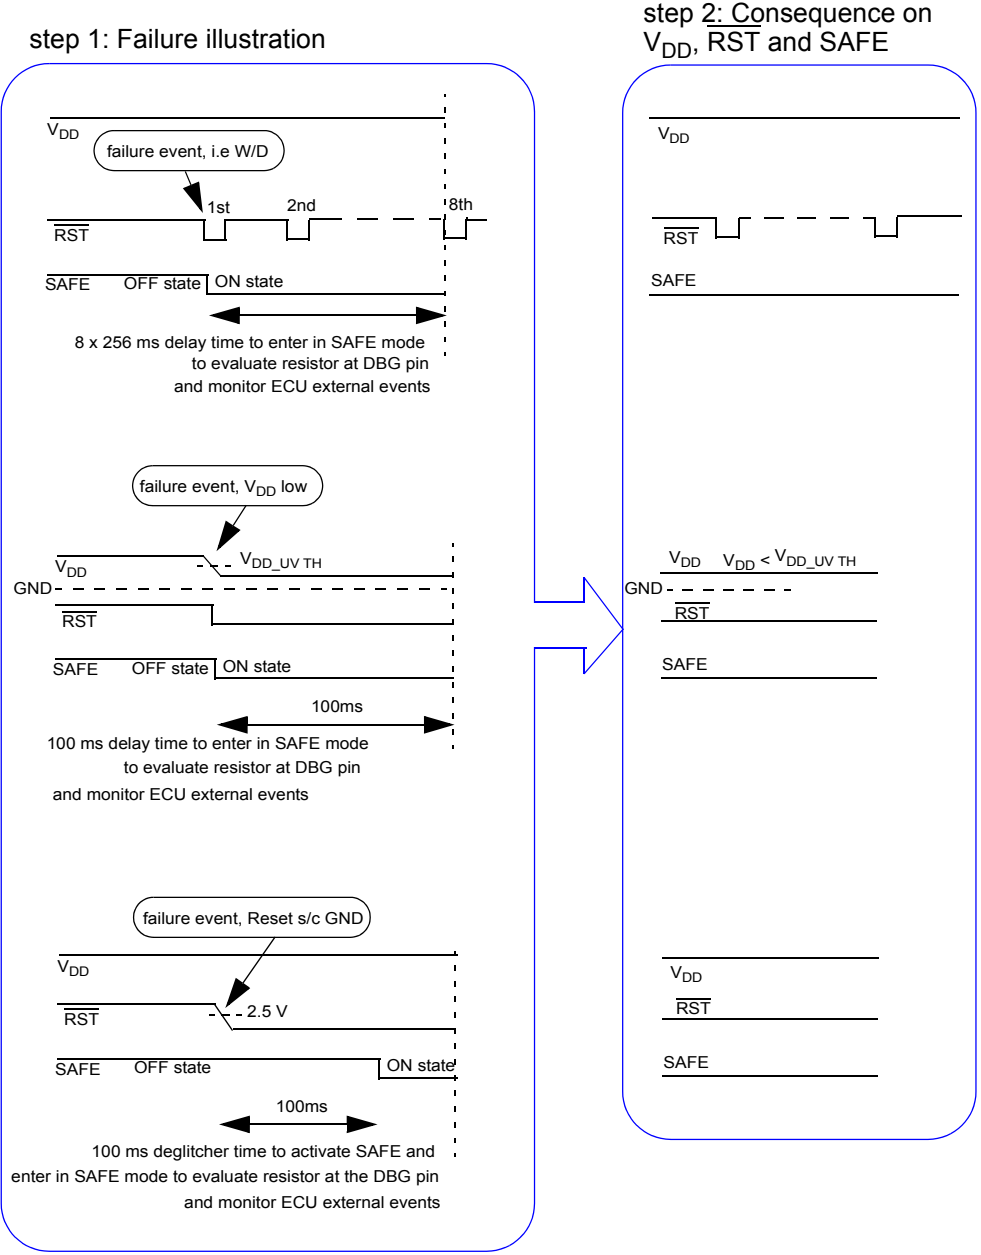 step 1: Failure illustration
VDD
failure event, i.e W/D
1st
2nd
8th
RST
SAFE
OFF state
ON state
8 x 256 ms delay time to enter in SAFE mode
to evaluate resistor at DBG pin
and monitor ECU external events
failure event, VDD low
VDD
VDD_UV TH
GND
RST
SAFE
OFF state
ON state
100ms
100 ms delay time to enter in SAFE mode
to evaluate resistor at DBG pin
and monitor ECU external events
failure event, Reset s/c GND
VDD
RST
2.5 V
SAFE
OFF state
ON state
100ms
100 ms deglitcher time to activate SAFE and
enter in SAFE mode to evaluate resistor at the DBG pin
and monitor ECU external events
step 2: Consequence on
VDD, RST and SAFE
VDD
RST
SAFE
VDD
VDD < VDD_UV TH
GND
RST
SAFE
VDD
RST
SAFE